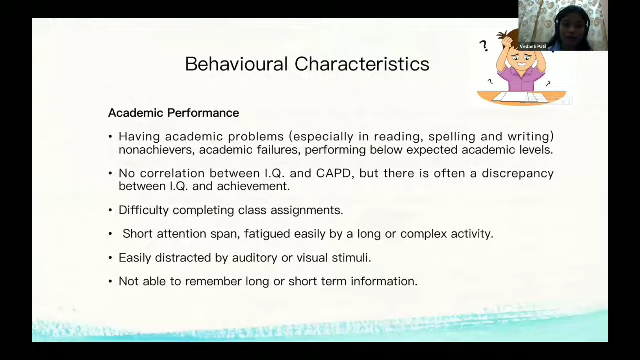 Vedanti Patil
Behavioural Characteristics
Academic Performance
• Having academic problems (especially in reading, spelling and writing)
nonachievers, academic failures, performing below expected academic levels.
• No correlation between I.Q. and CAPD, but there is often a discrepancy
between I.Q. and achievement.
• Difficulty completing class assignments.
• Short attention span, fatigued easily by a long or complex activity.
• Easily distracted by auditory or visual stimuli.
• Not able to remember long or short term information.